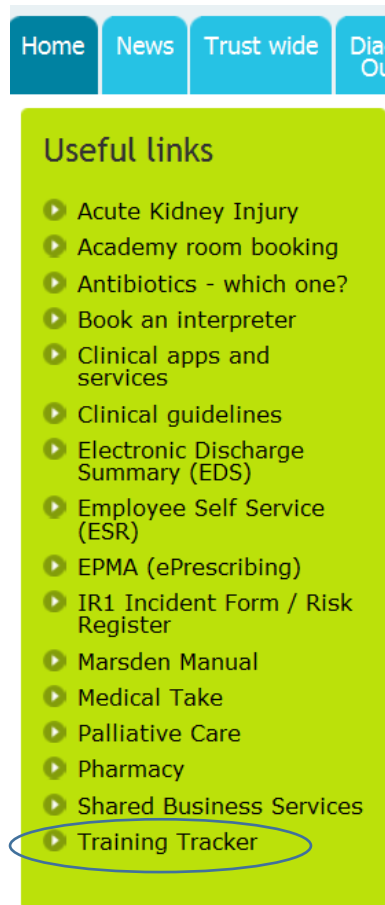 Home News Trust wide Dia
Ou
Useful links
Acute Kidney Injury
Academy room booking
Antibiotics - which one?
Book an interpreter
Clinical apps and
services
Clinical guidelines
Electronic Discharge
Summary (EDS)
Employee Self Service
(ESR)
EPMA (ePrescribing)
IR1 Incident Form / Risk
Register
Marsden Manual
Medical Take
Palliative Care
Pharmacy
Shared Business Services
Training Tracker